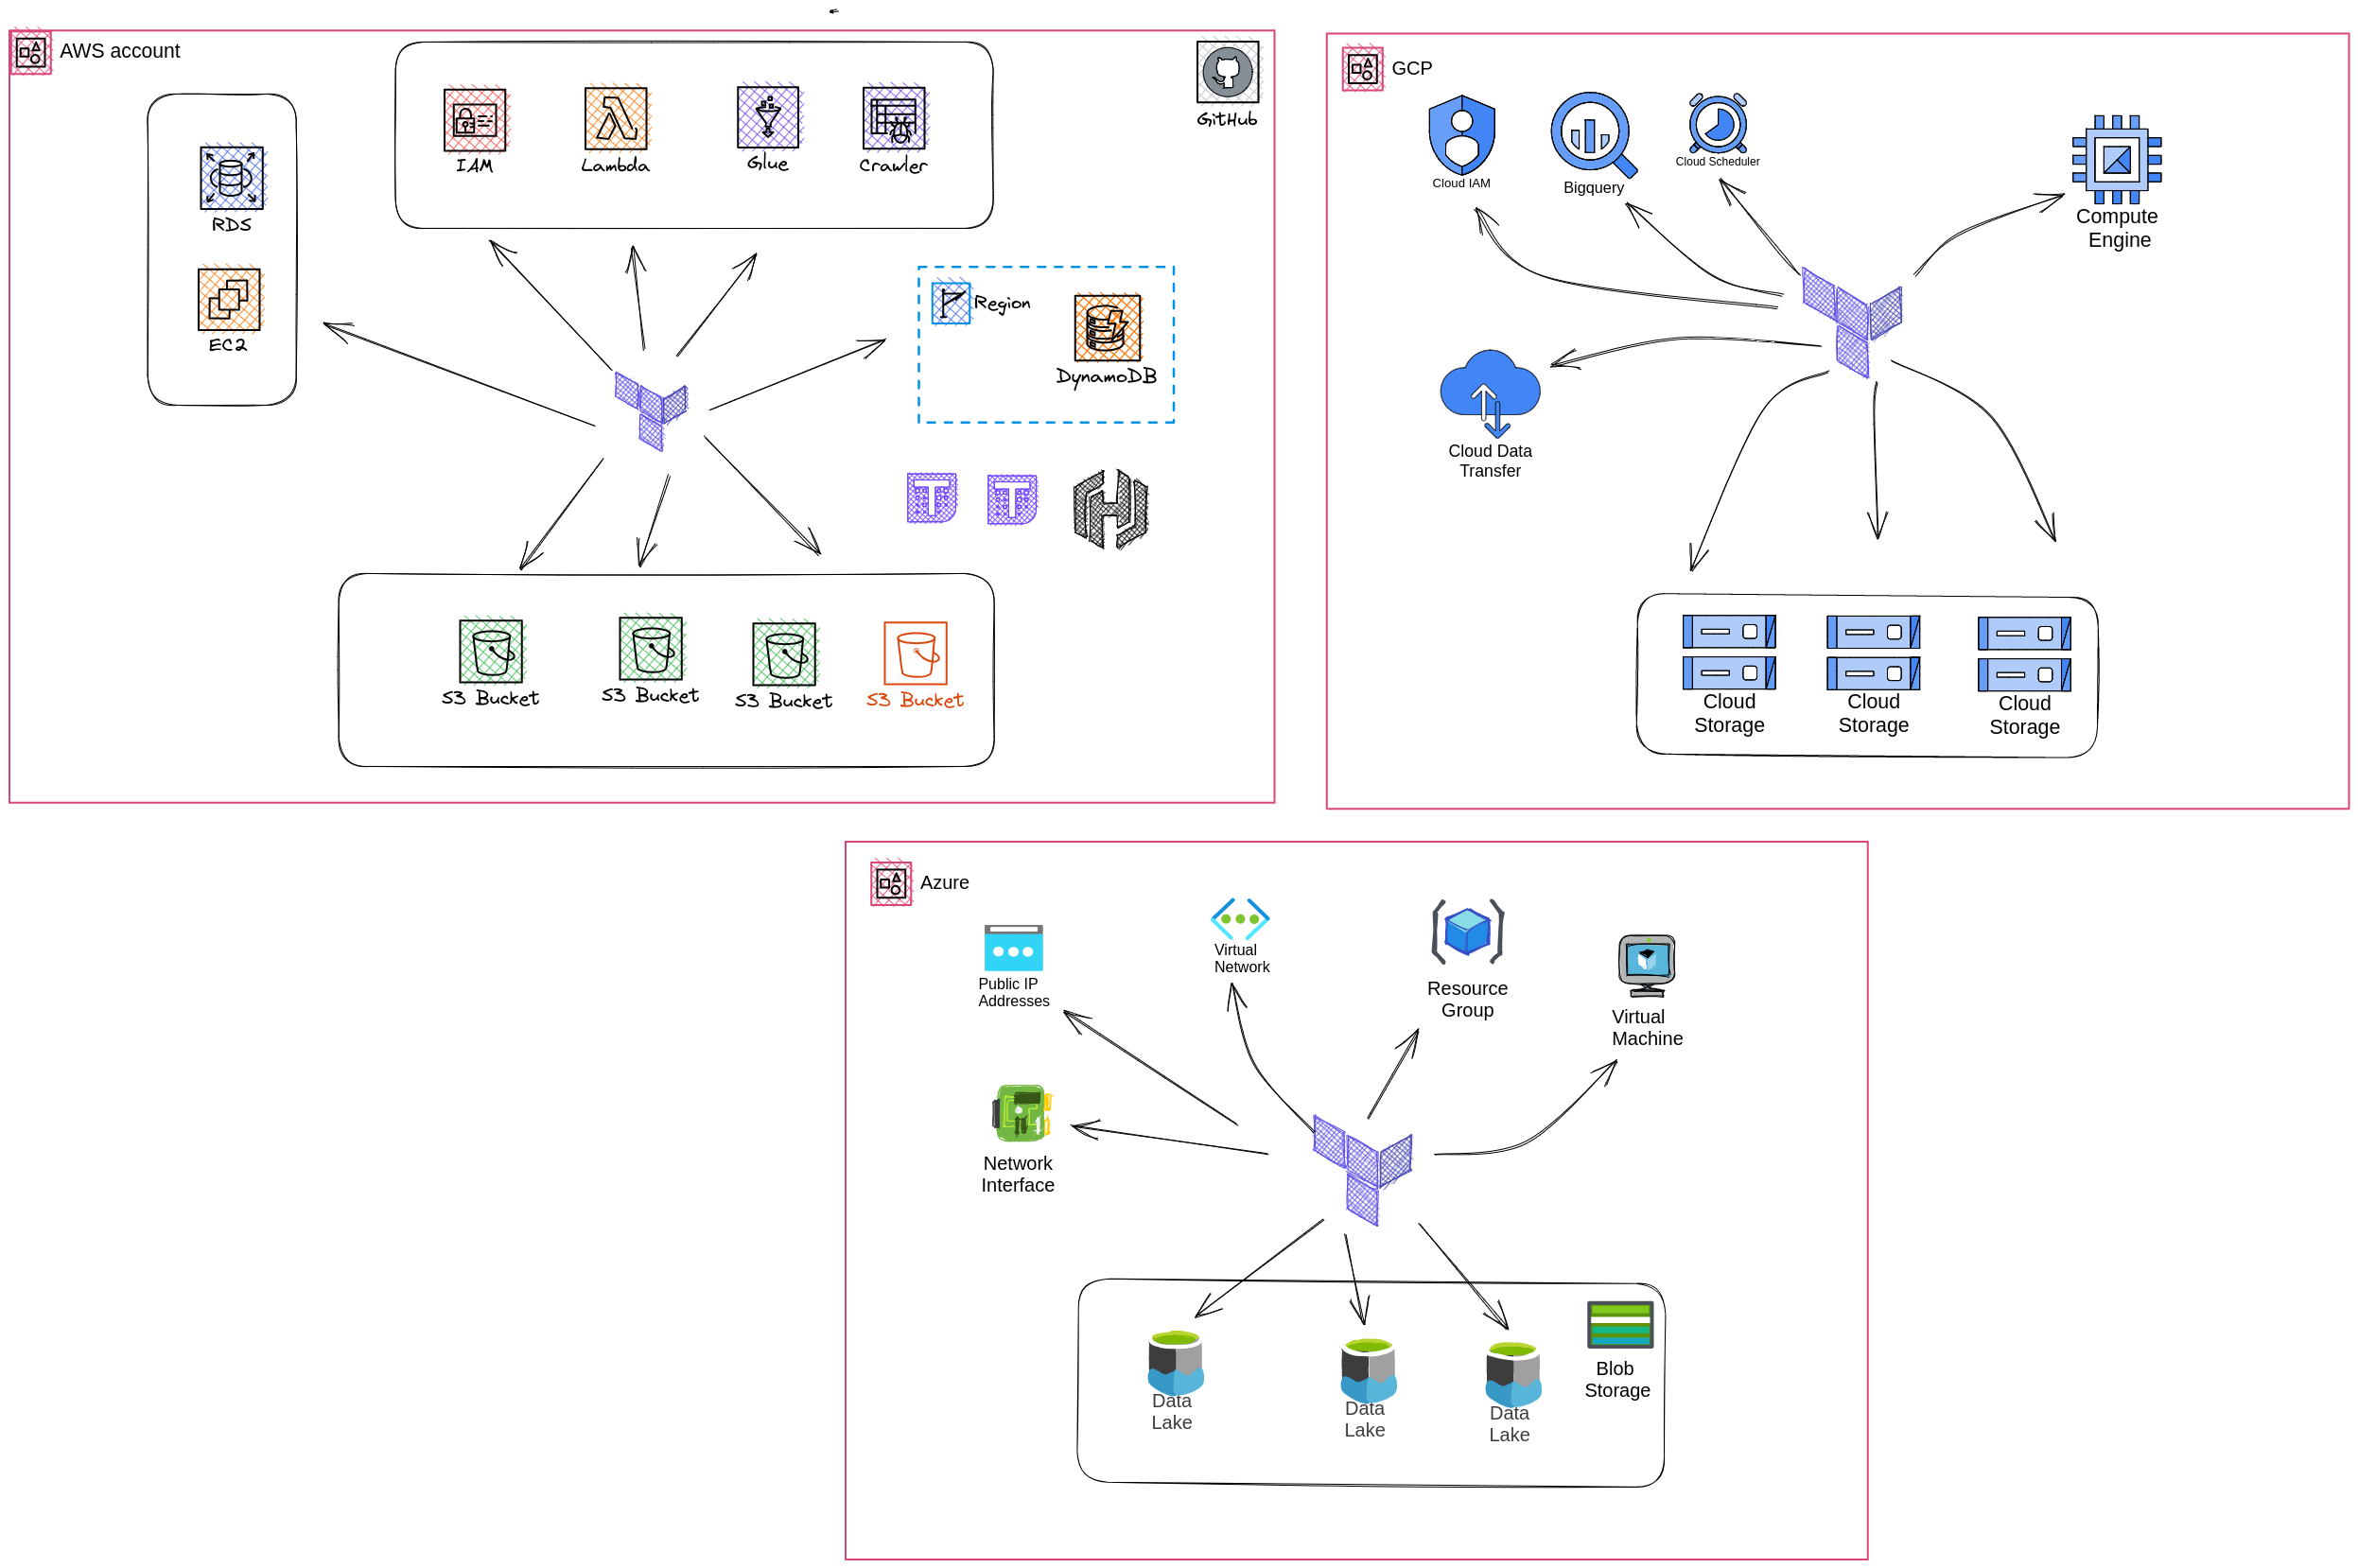 AWS account
IAM
Lambda
Glue
Crawler
GitHub
RDS
EC2
Region
DynamoDB
T
T
S3 Bucket
S3 Bucket
S3 Bucket
S3 Bucket
GCP
Cloud IAM
Bigquery
Cloud Scheduler
Compute
Engine
Cloud Data
Transfer
Cloud
Storage
Cloud
Storage
Cloud
Storage
Azure
Public IP
Addresses
Virtual
Network
Resource
Group
Virtual
Machine
Network
Interface
Data
Lake
Data
Lake
Data
Lake
Blob
Storage